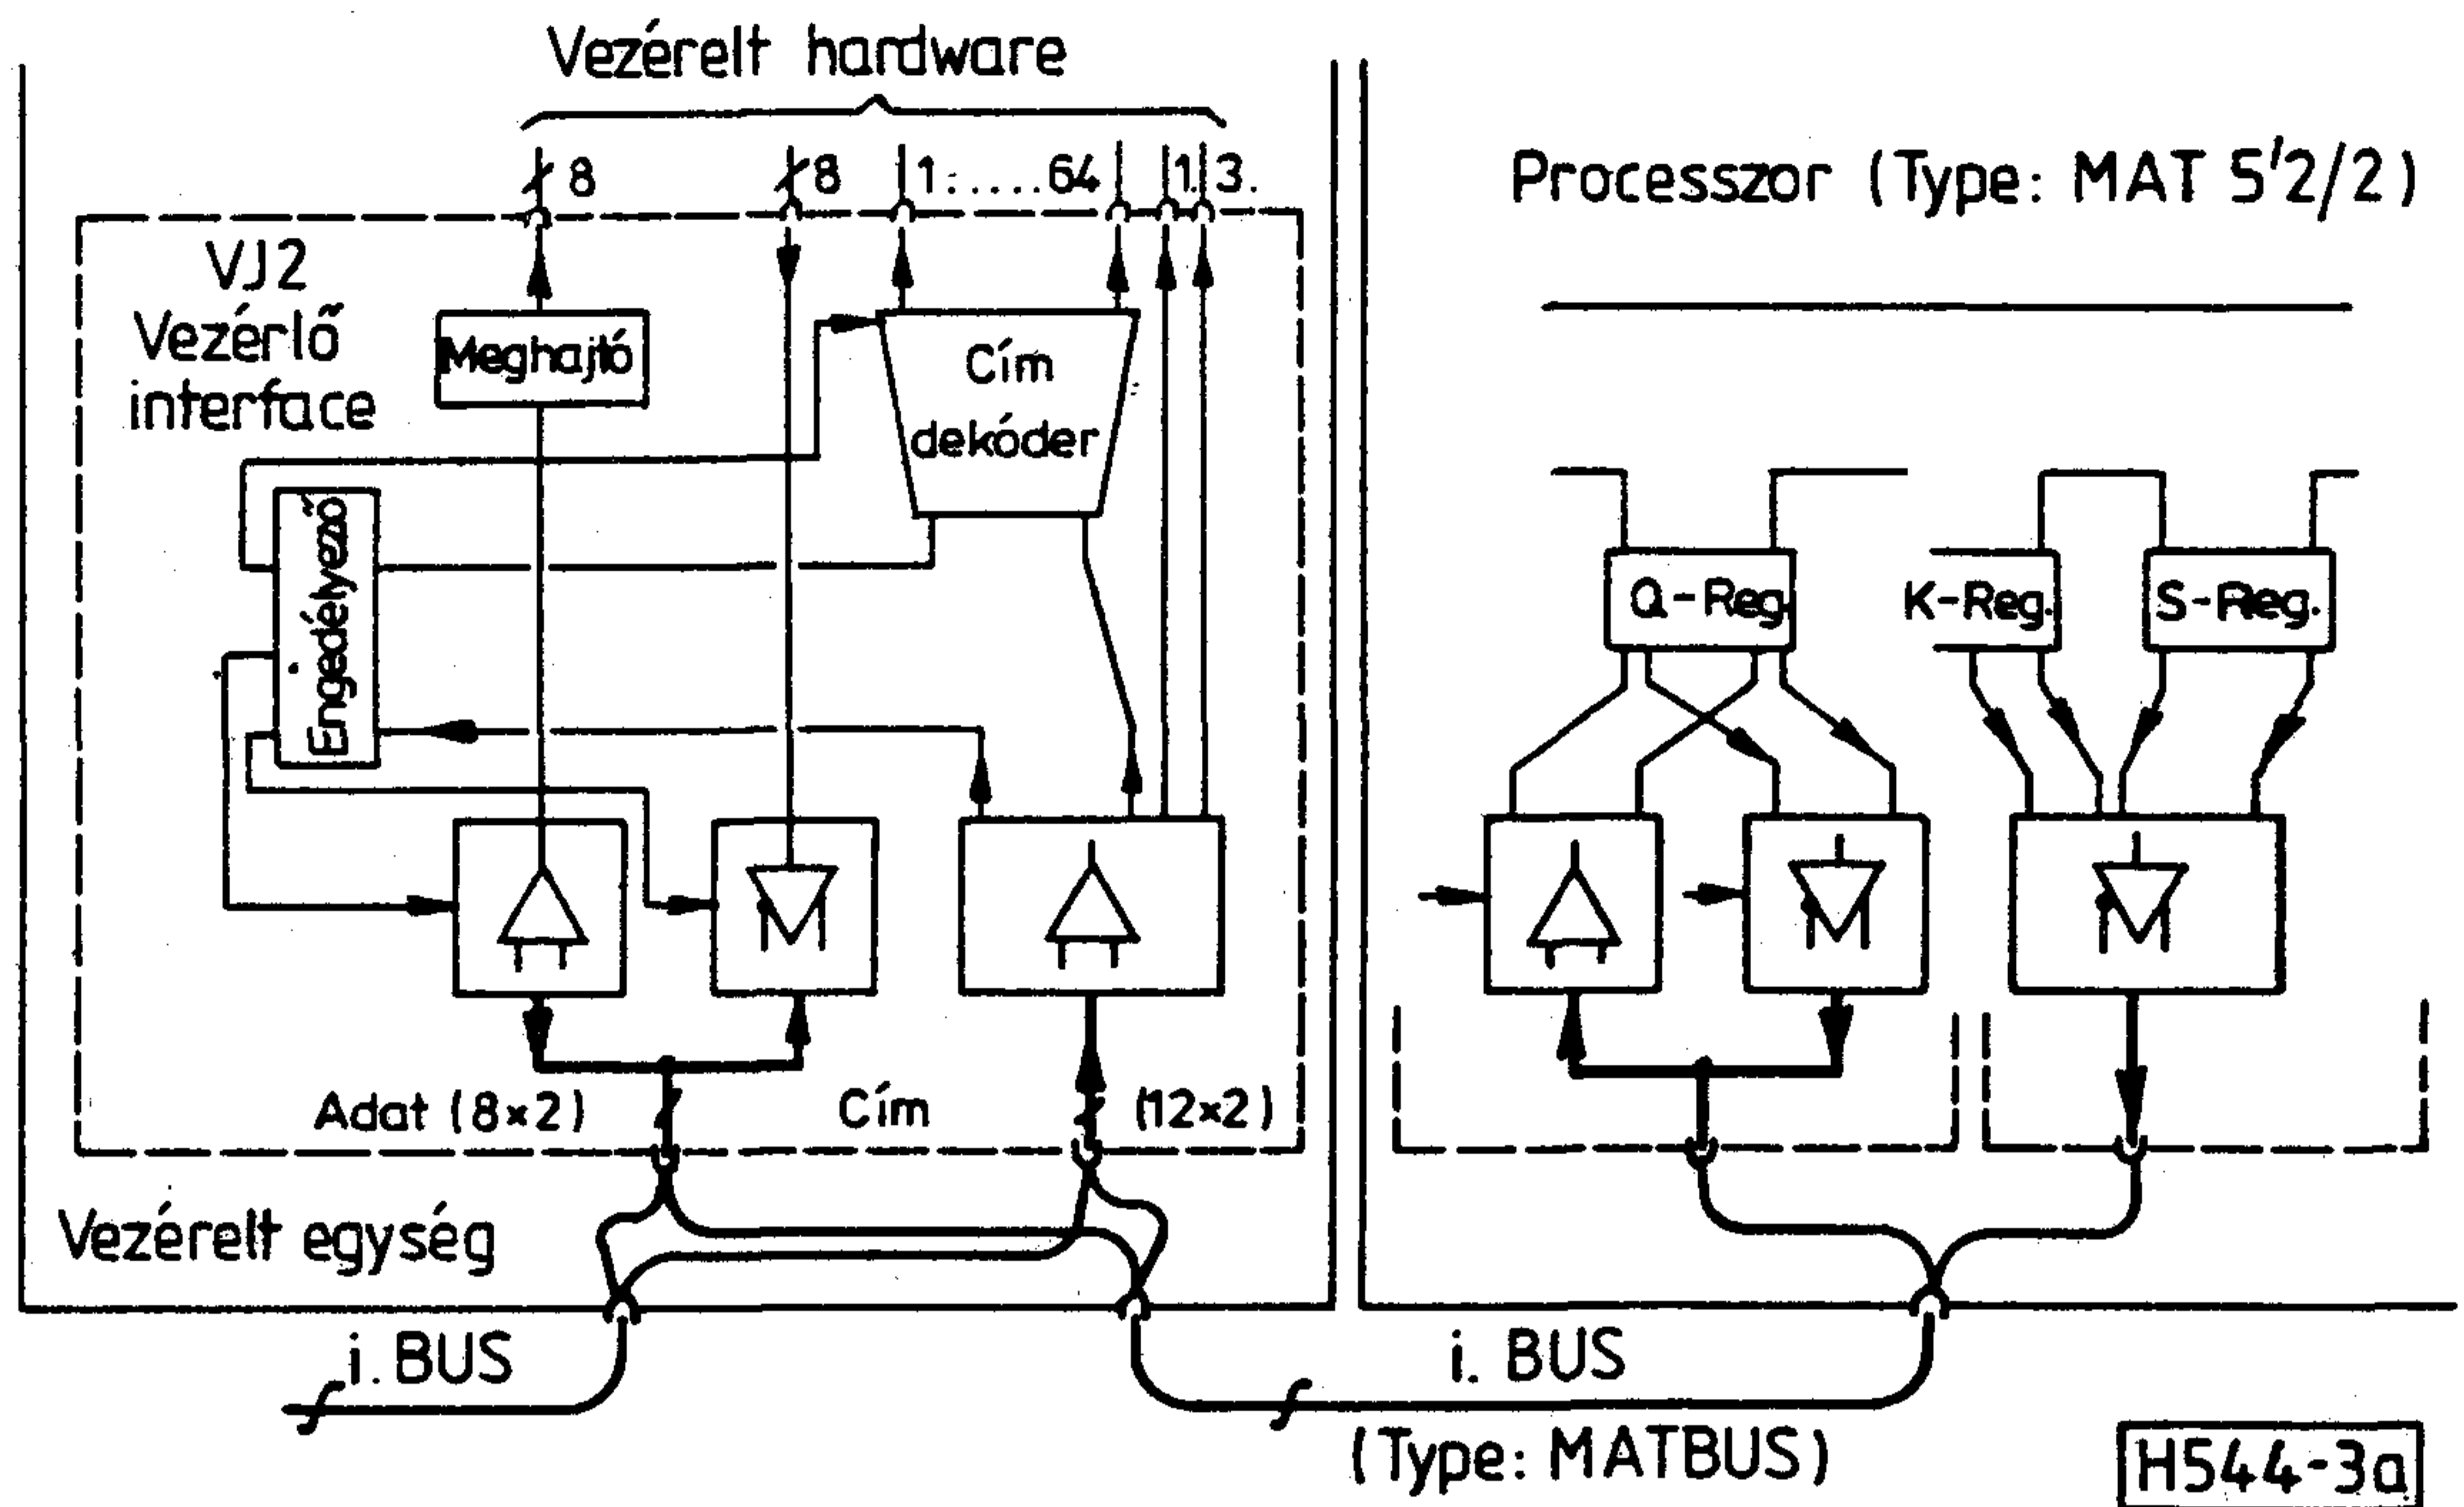 Vezérelt hardware
8
8
1.....64
1. 3.
Processzor (Type: MAT 5'2/2)
VJ2
Vezérlő
interface
Meghajtó
Cím
dekóder
Engedélyező
Q-Reg.
K-Reg.
S-Reg.
Adat (8×2)
Cím
(12×2)
Vezérelt egység
i. BUS
i. BUS
(Type: MATBUS)
H544-3a